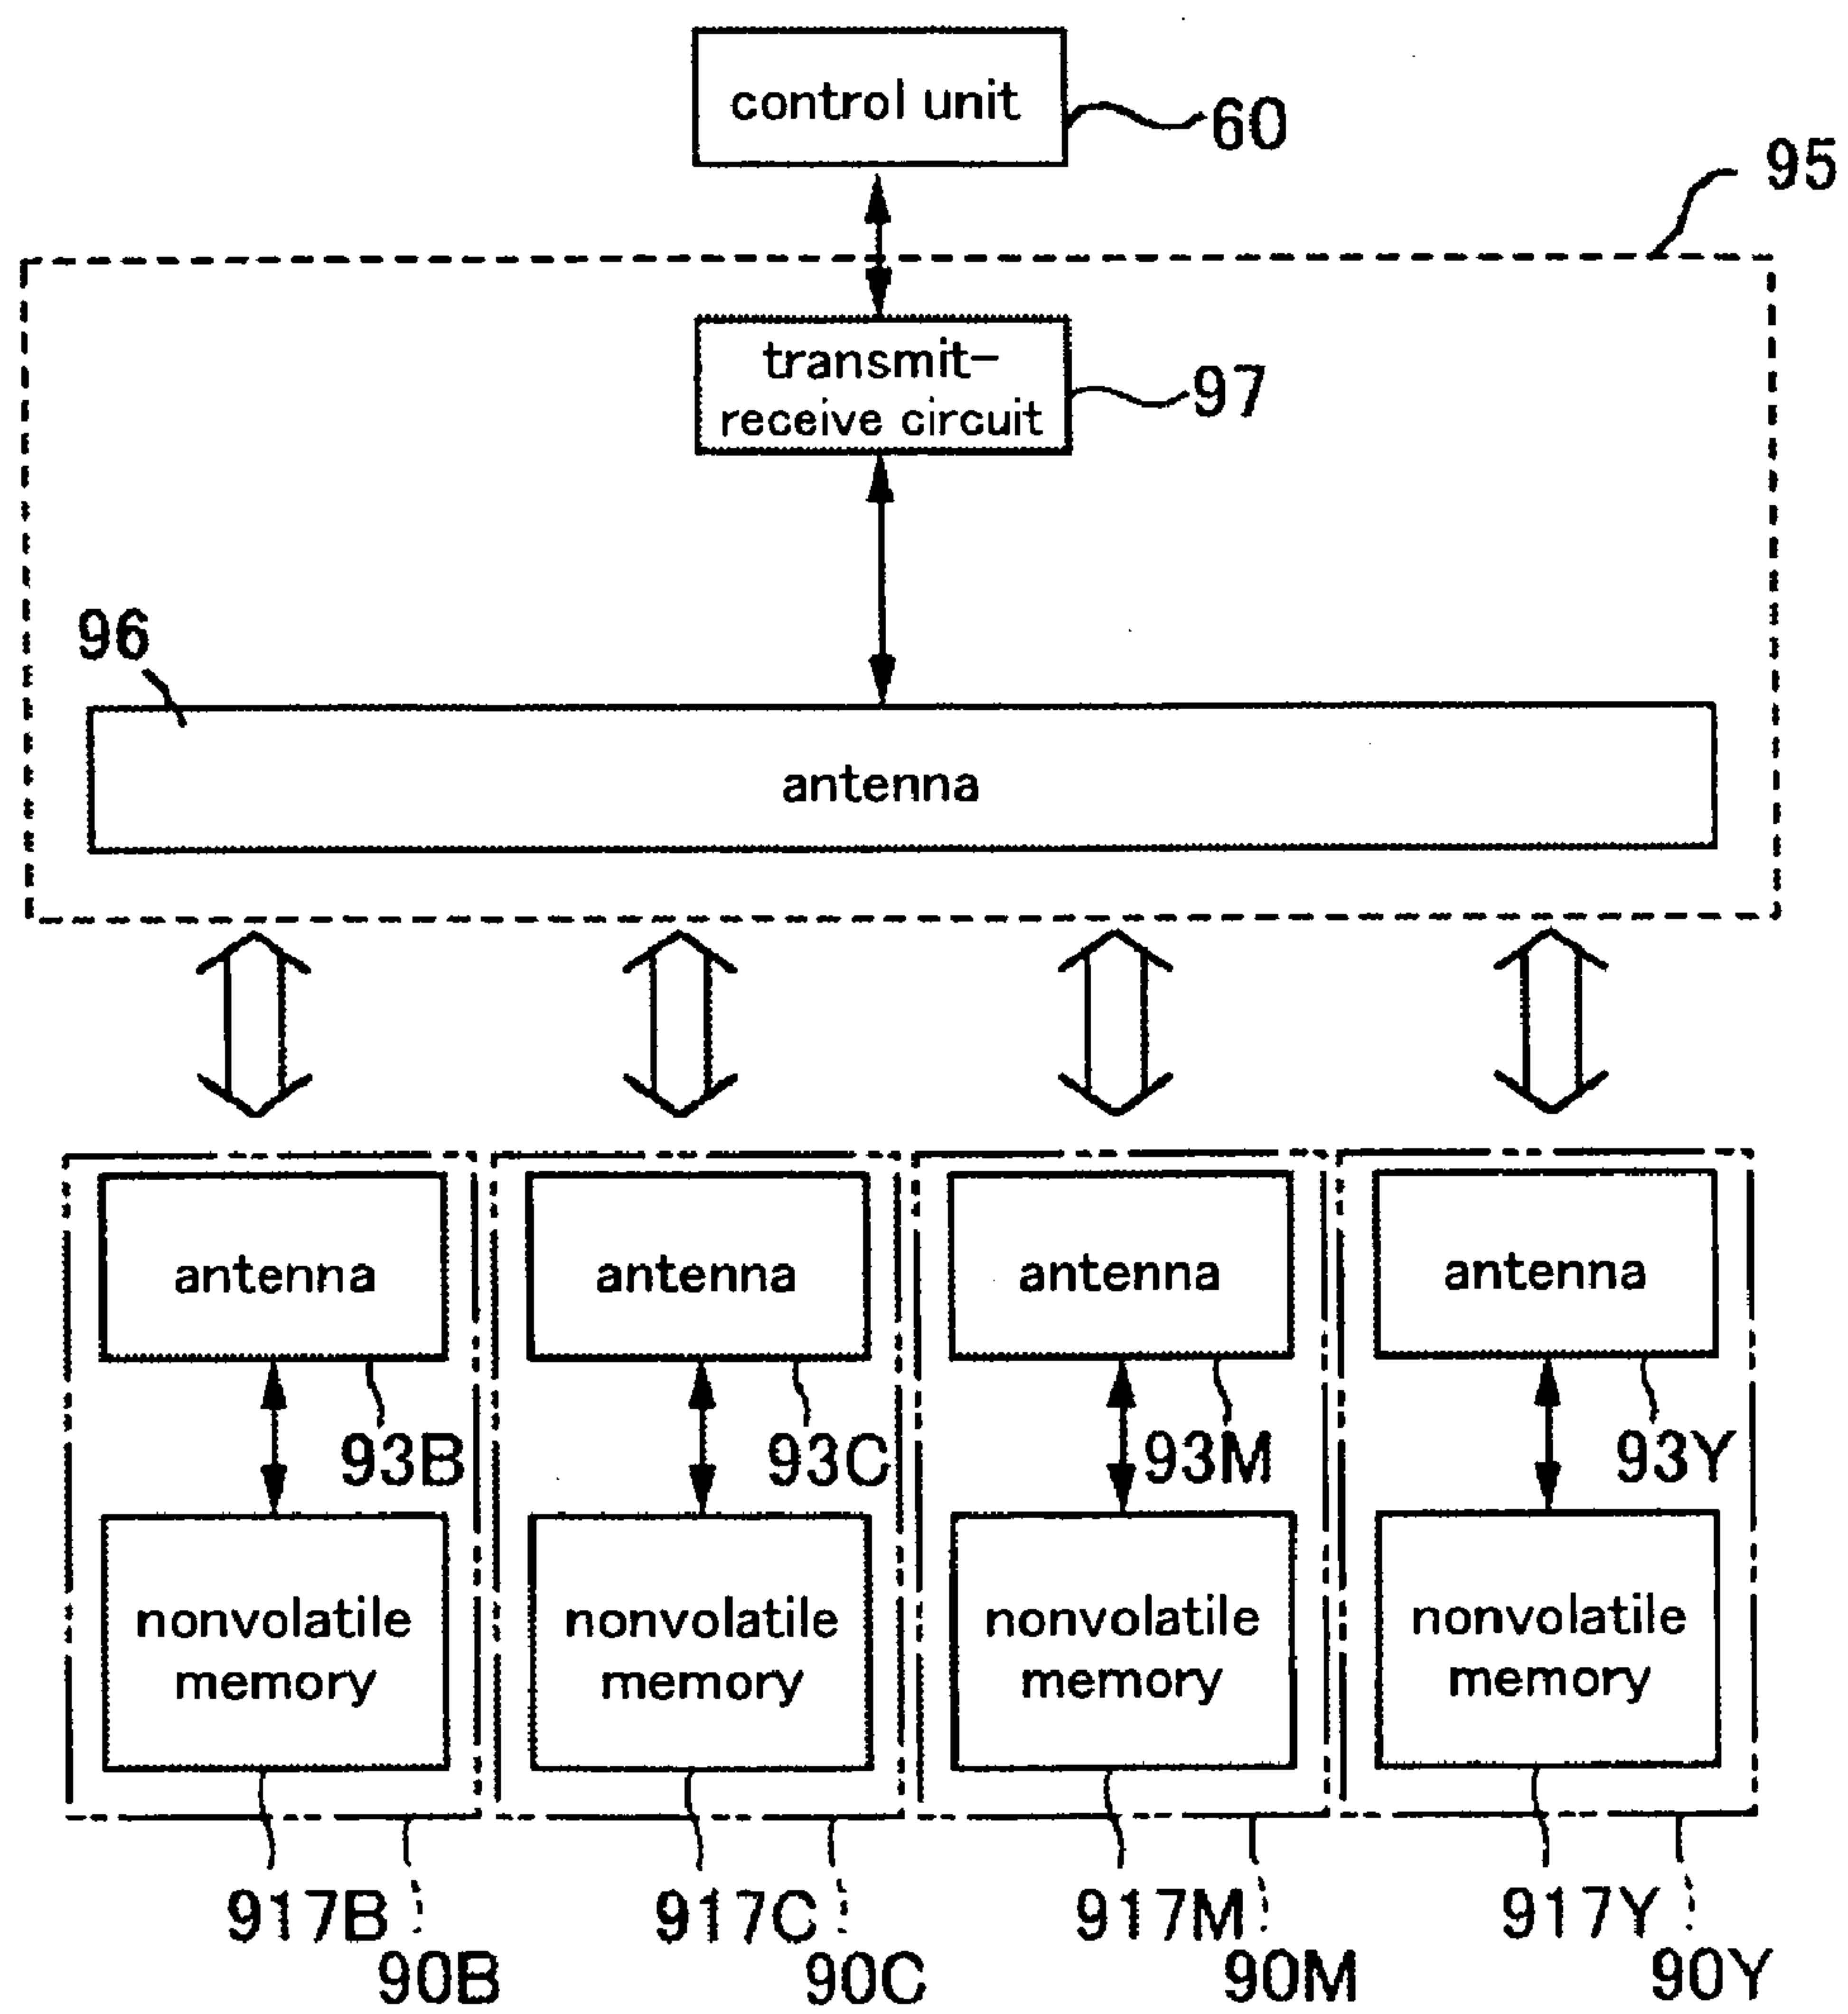 control unit
60
95
transmit-
receive circuit
97
96
antenna
antenna
antenna
antenna
antenna
93B
93C
93M
93Y
nonvolatile
memory
nonvolatile
memory
nonvolatile
memory
nonvolatile
memory
917B
917C
917M
917Y
90B
90C
90M
90Y